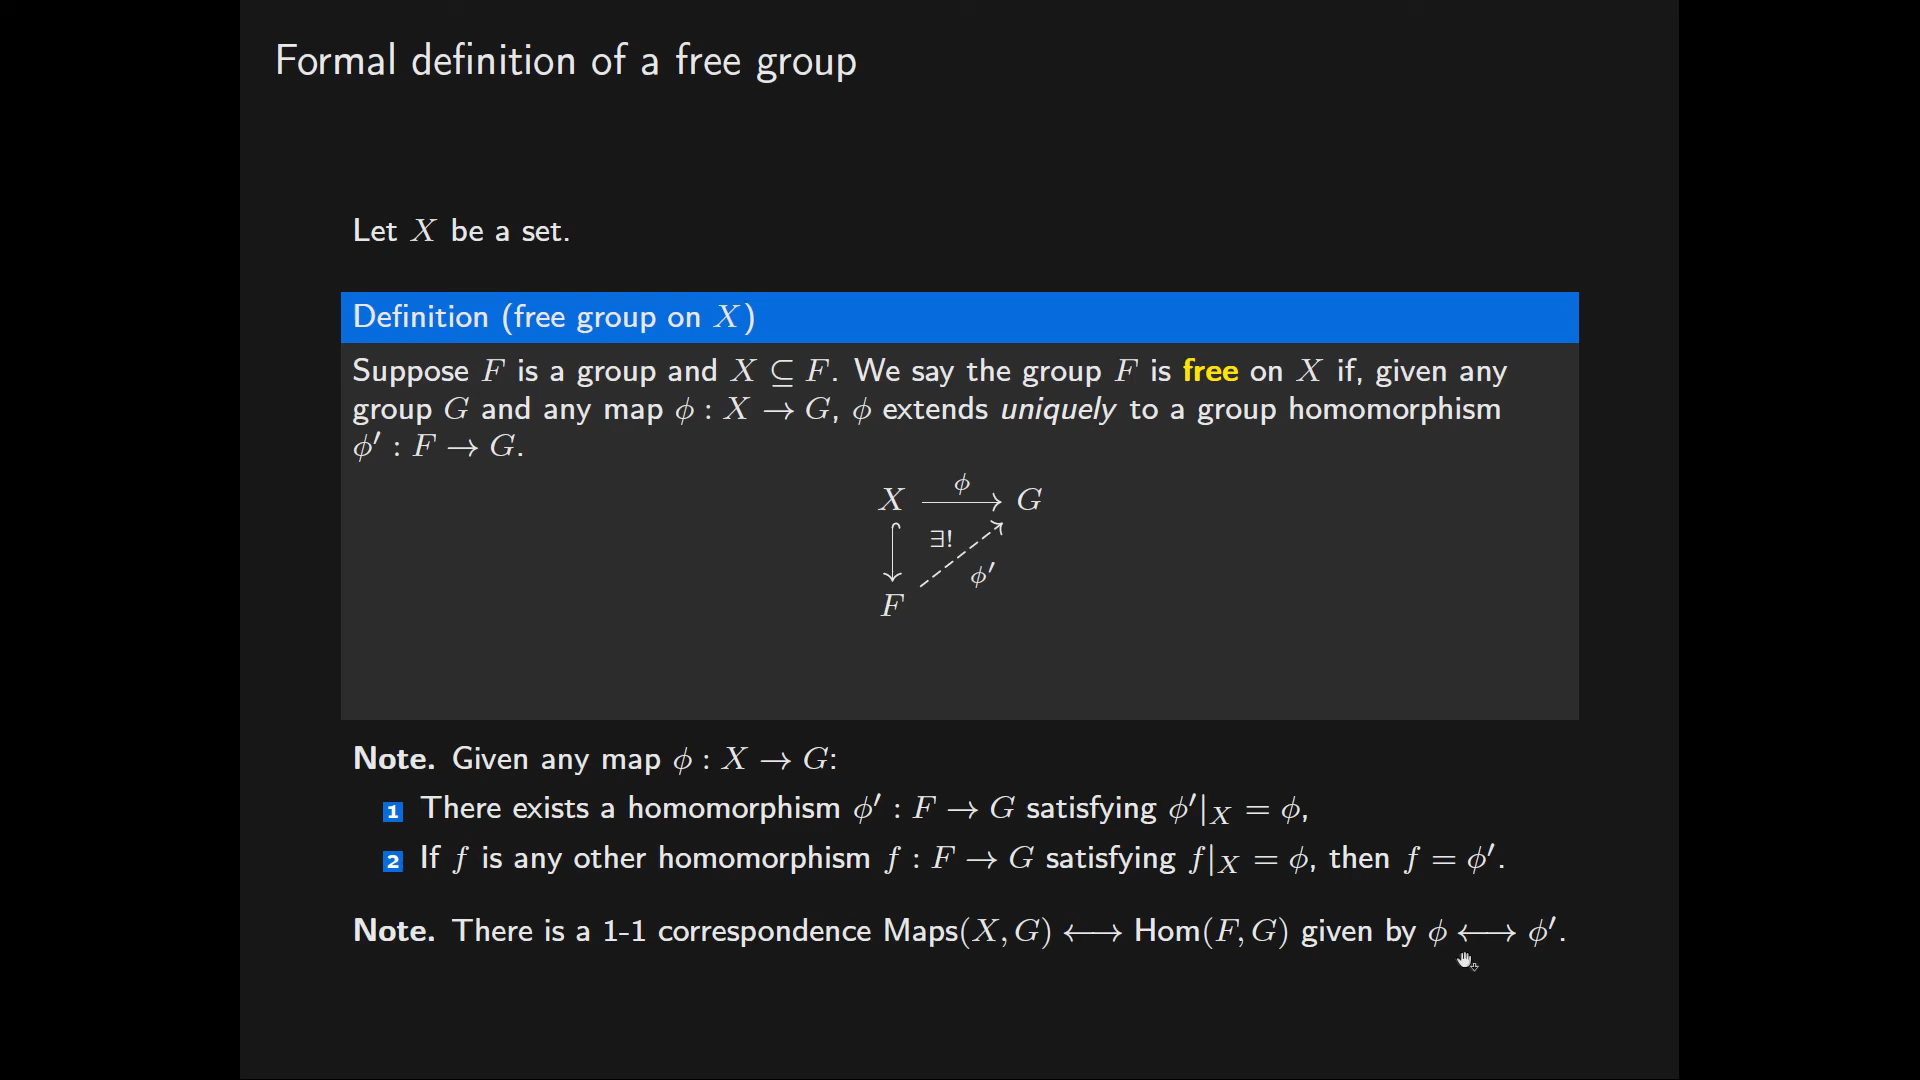 Formal definition of a free group
Let X be a set.
Definition (free group on X)
Suppose F is a group and X ⊆ F. We say the group F is free on X if, given any
group G and any map ϕ : X → G, ϕ extends uniquely to a group homomorphism
ϕ′ : F → G.
X ϕ G
∃!
ϕ′
F
Note. Given any map ϕ : X → G:
1 There exists a homomorphism ϕ′ : F → G satisfying ϕ′|X = ϕ,
2 If f is any other homomorphism f : F → G satisfying f|X = ϕ, then f = ϕ′.
Note. There is a 1-1 correspondence Maps(X, G) ⟷ Hom(F, G) given by ϕ ⟷ ϕ′.